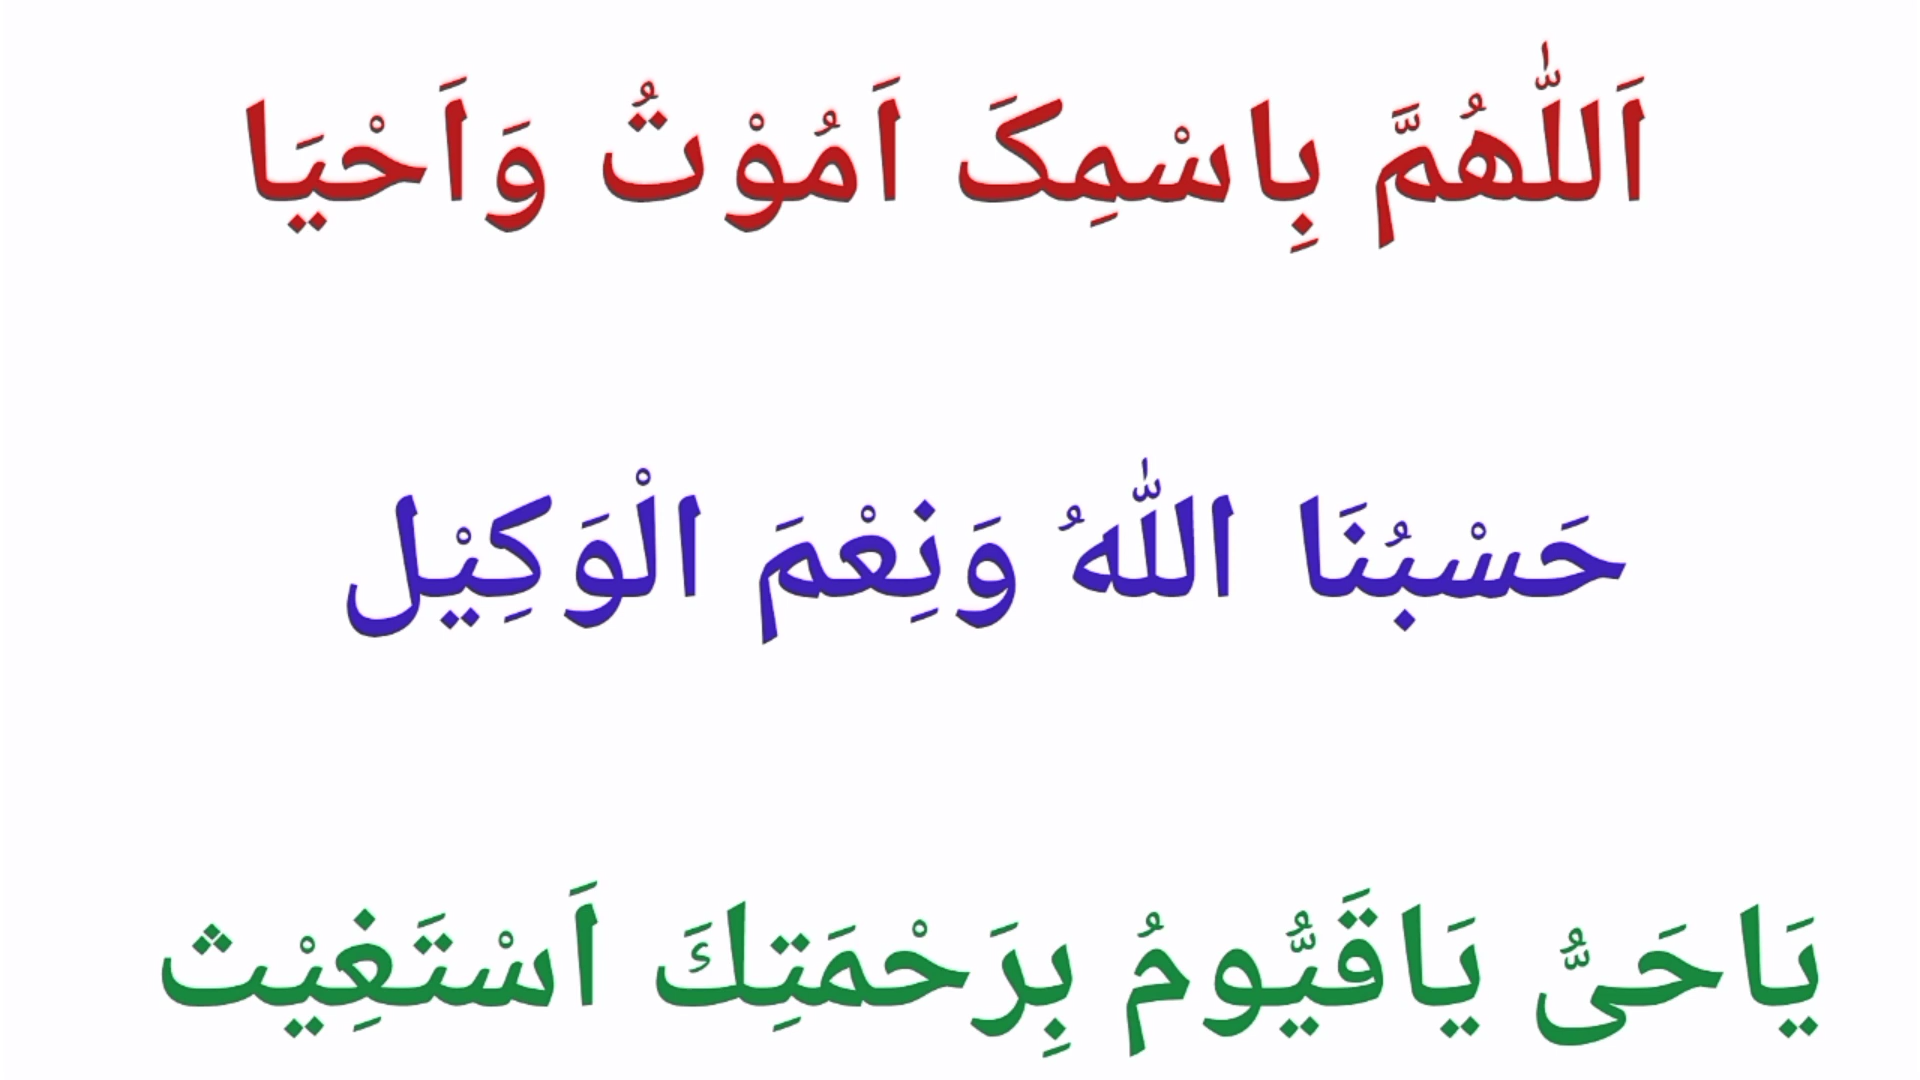 اَللّٰهُمَّ بِاسْمِکَ اَمُوْتُ وَاَحْيَا
حَسْبُنَا اللّٰهُ وَنِعْمَ الْوَكِيْل
يَاحَىُّ يَاقَيُّومُ بِرَحْمَتِكَ اَسْتَغِيْث